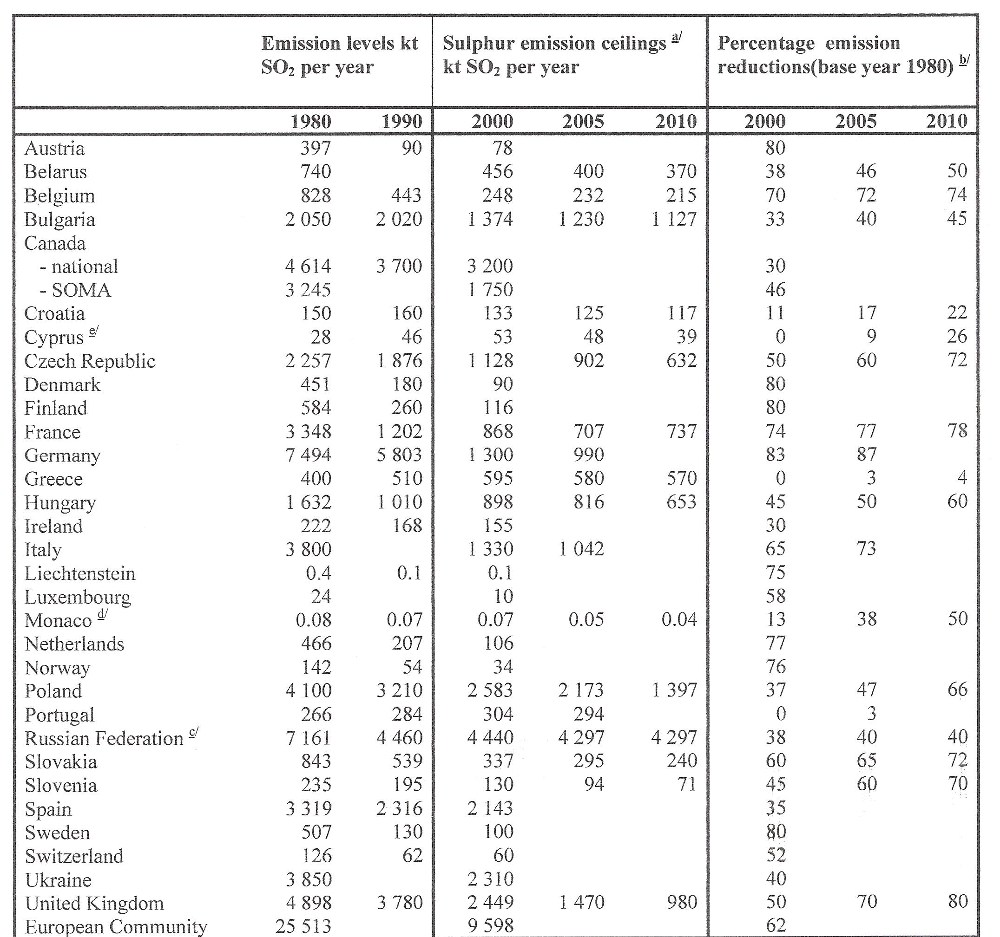 Emission levels kt SO₂ per year Sulphur emission ceilings a/ kt SO₂ per year Percentage emission reductions(base year 1980) b/
1980 1990 2000 2005 2010 2000 2005 2010
Austria 397 90 78 80
Belarus 740 456 400 370 38 46 50
Belgium 828 443 248 232 215 70 72 74
Bulgaria 2 050 2 020 1 374 1 230 1 127 33 40 45
Canada
- national 4 614 3 700 3 200 30
- SOMA 3 245 1 750 46
Croatia 150 160 133 125 117 11 17 22
Cyprus e/ 28 46 53 48 39 0 9 26
Czech Republic 2 257 1 876 1 128 902 632 50 60 72
Denmark 451 180 90 80
Finland 584 260 116 80
France 3 348 1 202 868 707 737 74 77 78
Germany 7 494 5 803 1 300 990 83 87
Greece 400 510 595 580 570 0 3 4
Hungary 1 632 1 010 898 816 653 45 50 60
Ireland 222 168 155 30
Italy 3 800 1 330 1 042 65 73
Liechtenstein 0.4 0.1 0.1 75
Luxembourg 24 10 58
Monaco d/ 0.08 0.07 0.07 0.05 0.04 13 38 50
Netherlands 466 207 106 77
Norway 142 54 34 76
Poland 4 100 3 210 2 583 2 173 1 397 37 47 66
Portugal 266 284 304 294 0 3
Russian Federation c/ 7 161 4 460 4 440 4 297 4 297 38 40 40
Slovakia 843 539 337 295 240 60 65 72
Slovenia 235 195 130 94 71 45 60 70
Spain 3 319 2 316 2 143 35
Sweden 507 130 100 80
Switzerland 126 62 60 52
Ukraine 3 850 2 310 40
United Kingdom 4 898 3 780 2 449 1 470 980 50 70 80
European Community 25 513 9 598 62